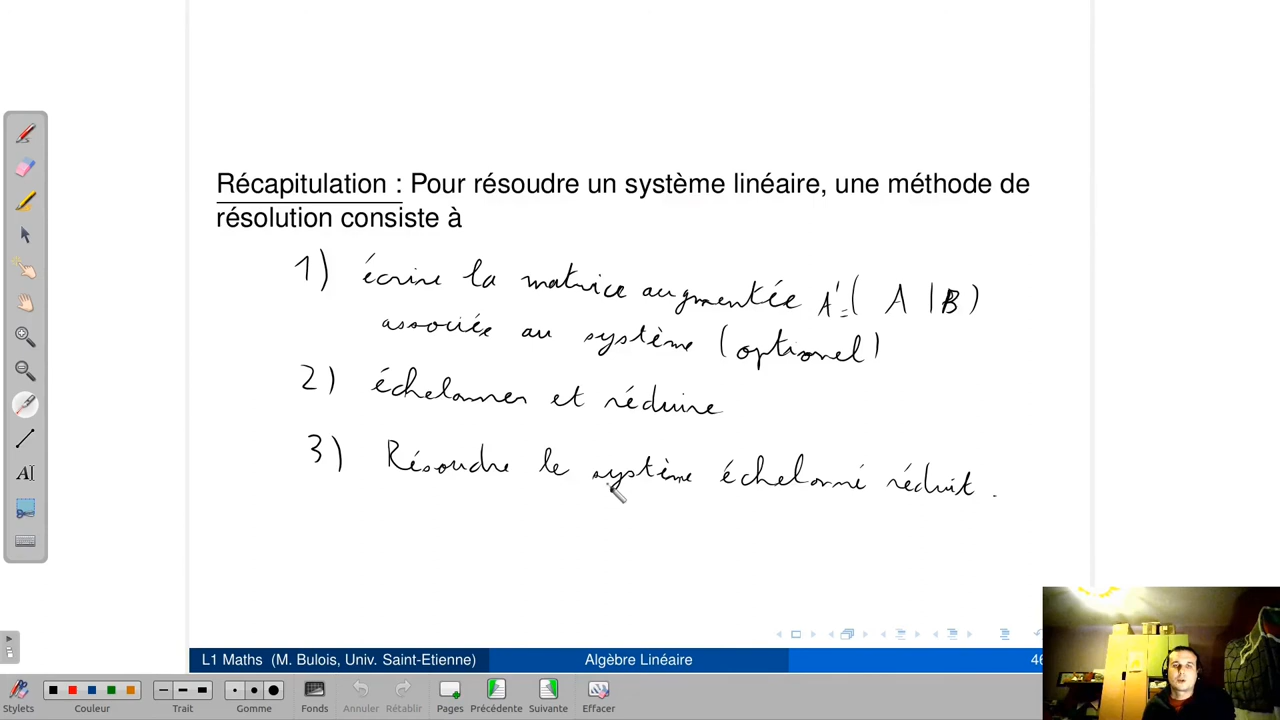 Récapitulation : Pour résoudre un système linéaire, une méthode de
résolution consiste à
1) écrire la matrice augmentée A'=( A | B)
associée au système (optionel)
2) échelonner et réduire
3) Résoudre le système échelonné réduit.
L1 Maths (M. Bulois, Univ. Saint-Etienne) Algèbre Linéaire 46
Stylets Couleur Trait Gomme Fonds Annuler Rétablir Pages Précédente Suivante Effacer